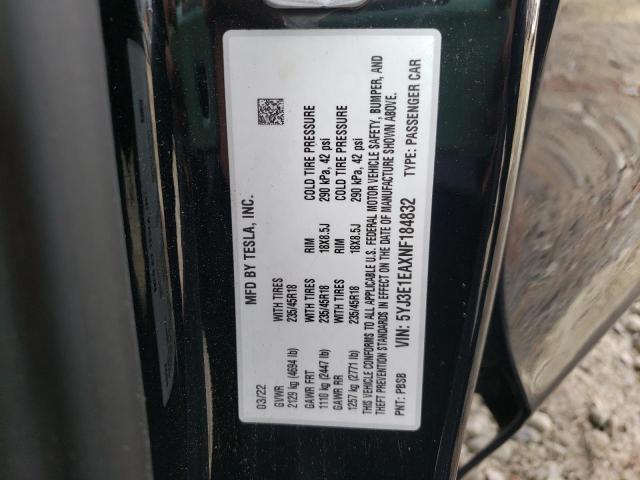 MFD BY TESLA, INC.
03/22
GVWR WITH TIRES RIM COLD TIRE PRESSURE
2129 kg (4694 lb) 235/45R18 18X8.5J 290 kPa, 42 psi
GAWR FRT WITH TIRES RIM COLD TIRE PRESSURE
1110 kg (2447 lb) 235/45R18 18X8.5J 290 kPa, 42 psi
GAWR RR
1257 kg (2771 lb)
THIS VEHICLE CONFORMS TO ALL APPLICABLE U.S. FEDERAL MOTOR VEHICLE SAFETY, BUMPER, AND
THEFT PREVENTION STANDARDS IN EFFECT ON THE DATE OF MANUFACTURE SHOWN ABOVE.
VIN: 5YJ3E1EAXNF184832
PNT: PBSB TYPE: PASSENGER CAR